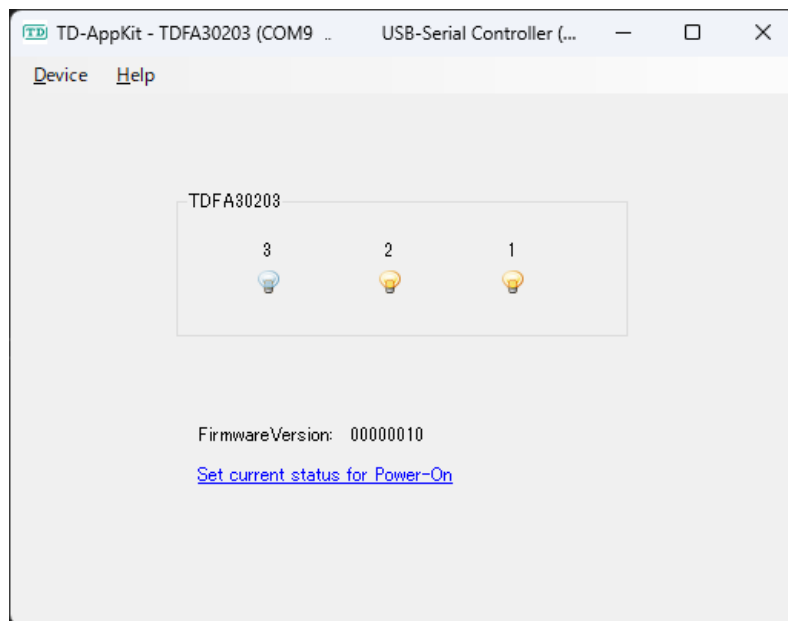 TD TD-AppKit - TDFA30203 (COM9 .. USB-Serial Controller (...
Device Help
TDFA30203
3 2 1
FirmwareVersion: 00000010
Set current status for Power-On